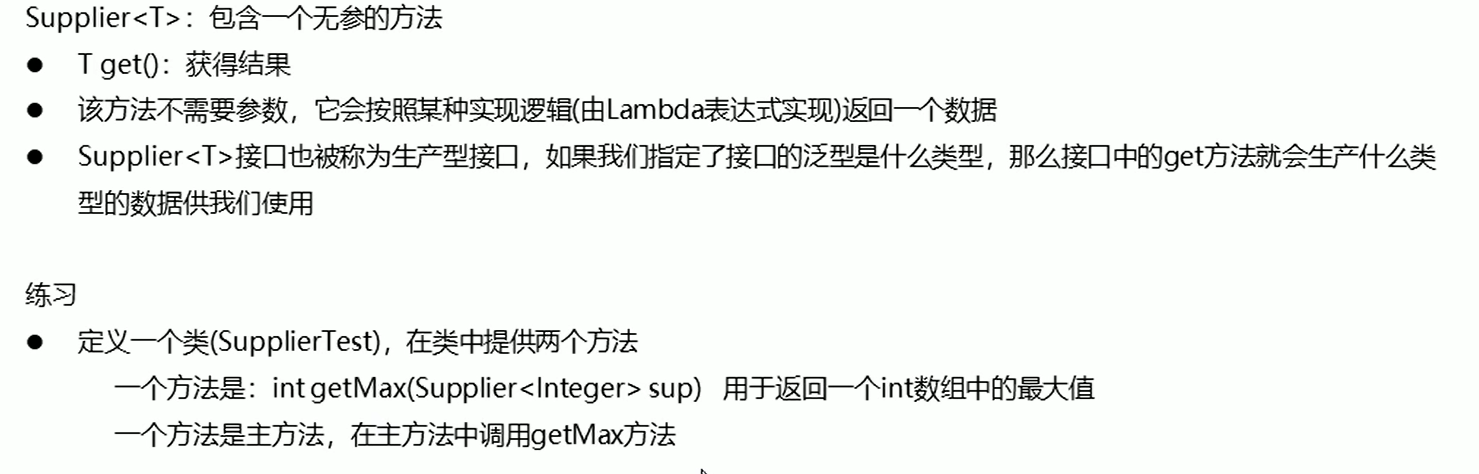 Supplier<T>：包含一个无参的方法
● T get()：获得结果
● 该方法不需要参数，它会按照某种实现逻辑(由Lambda表达式实现)返回一个数据
● Supplier<T>接口也被称为生产型接口，如果我们指定了接口的泛型是什么类型，那么接口中的get方法就会生产什么类
型的数据供我们使用
练习
● 定义一个类(SupplierTest)，在类中提供两个方法
一个方法是：int getMax(Supplier<Integer> sup) 用于返回一个int数组中的最大值
一个方法是主方法，在主方法中调用getMax方法